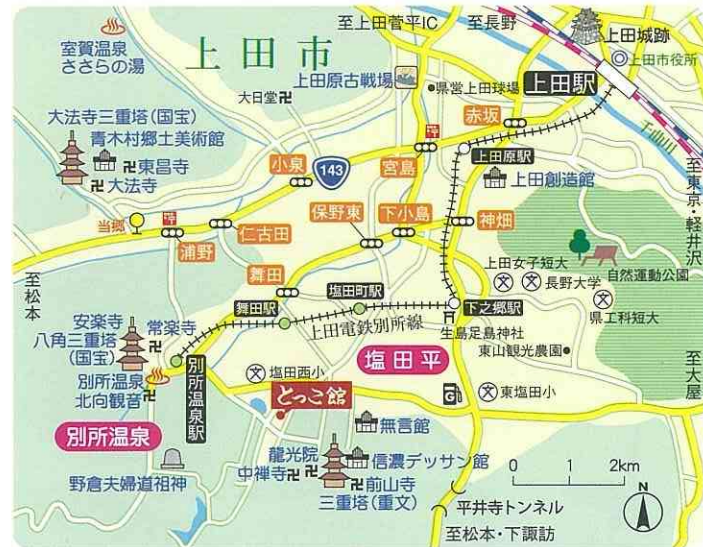 至上田菅平IC
至長野
室賀温泉
ささらの湯
上田市
上田城跡
上田市役所
上田原古戦場
県営上田球場
上田駅
大日堂
千曲川
大法寺三重塔(国宝)
青木村郷土美術館
東昌寺
大法寺
赤坂
上田原駅
小泉
143
宮島
上田創造館
至東京・軽井沢
当郷
仁古田
保野東
下小島
神畑
浦野
舞田
上田女子短大
長野大学
自然運動公園
県工科短大
至松本
塩田町駅
舞田駅
下之郷駅
上田電鉄別所線
生島足島神社
安楽寺
八角三重塔
(国宝)
常楽寺
塩田平
東山観光農園
至大屋
別所温泉
北向観音
別所温泉駅
文
塩田西小
とっこ館
G
東塩田小
無言館
別所温泉
龍光院
中禅寺
信濃デッサン館
前山寺
三重塔(重文)
野倉夫婦道祖神
0 1 2km
N
平井寺トンネル
至松本・下諏訪